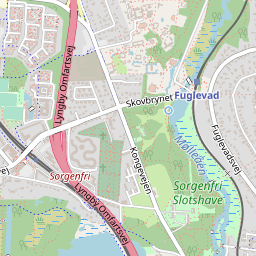 Lyngby Omfartsvej
Skovbrynet
Fuglevad
Fuglevadsvej
Mølleåen
Kongevejen
Sorgenfri
Slotshave
Sorgenfri
Lyngby Omfartsvej